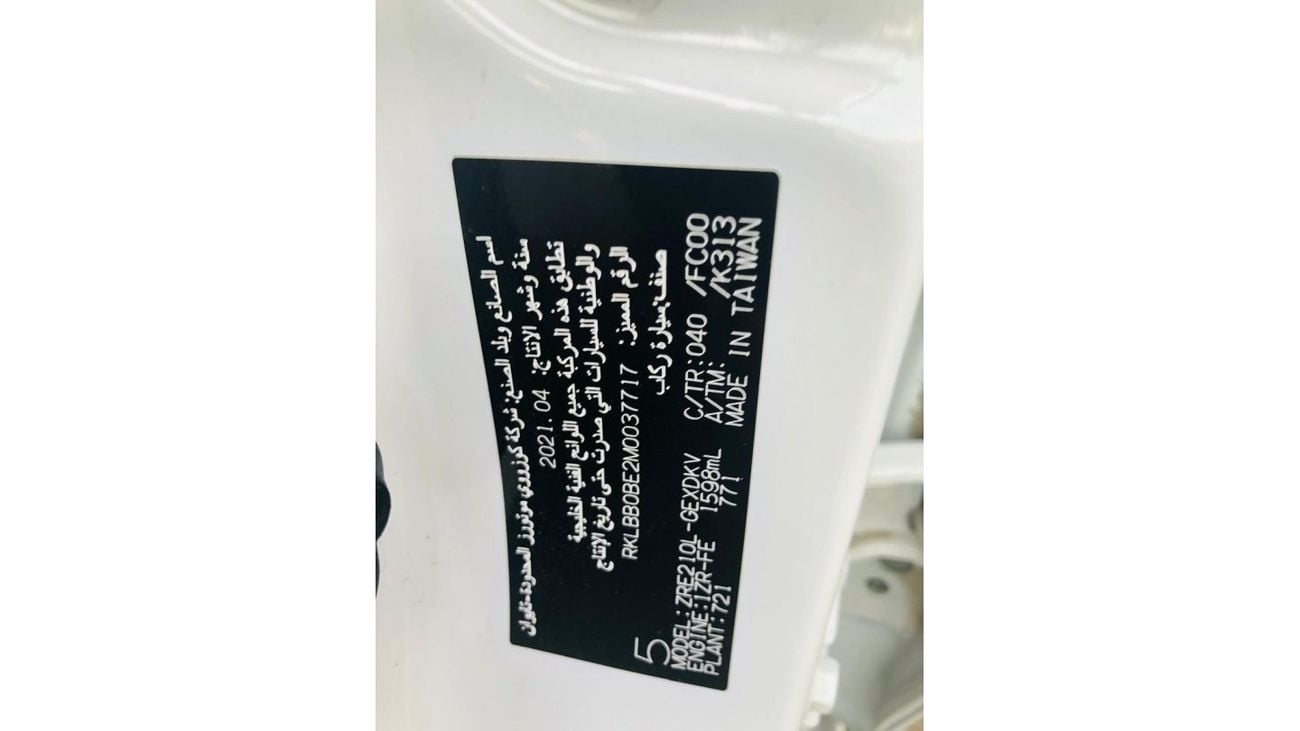 اسم الصانع وبلد الصنع: شركة كوزووي موتورز المحدودة-تايوان
سنة وشهر الانتاج: 2021.04
تطابق هذه المركبة جميع اللوائح الفنية الخليجية
والوطنية للسيارات التي صدرت حتى تاريخ الإنتاج
الرقم المميز: RKLBB0BE2M0037717
صنف: سيارة ركاب
5
MODEL:ZRE210L-GEXDKV C/TR:040 /FC00
ENGINE:1ZR-FE 1598mL A/TM: /K313
PLANT:721 771 MADE IN TAIWAN